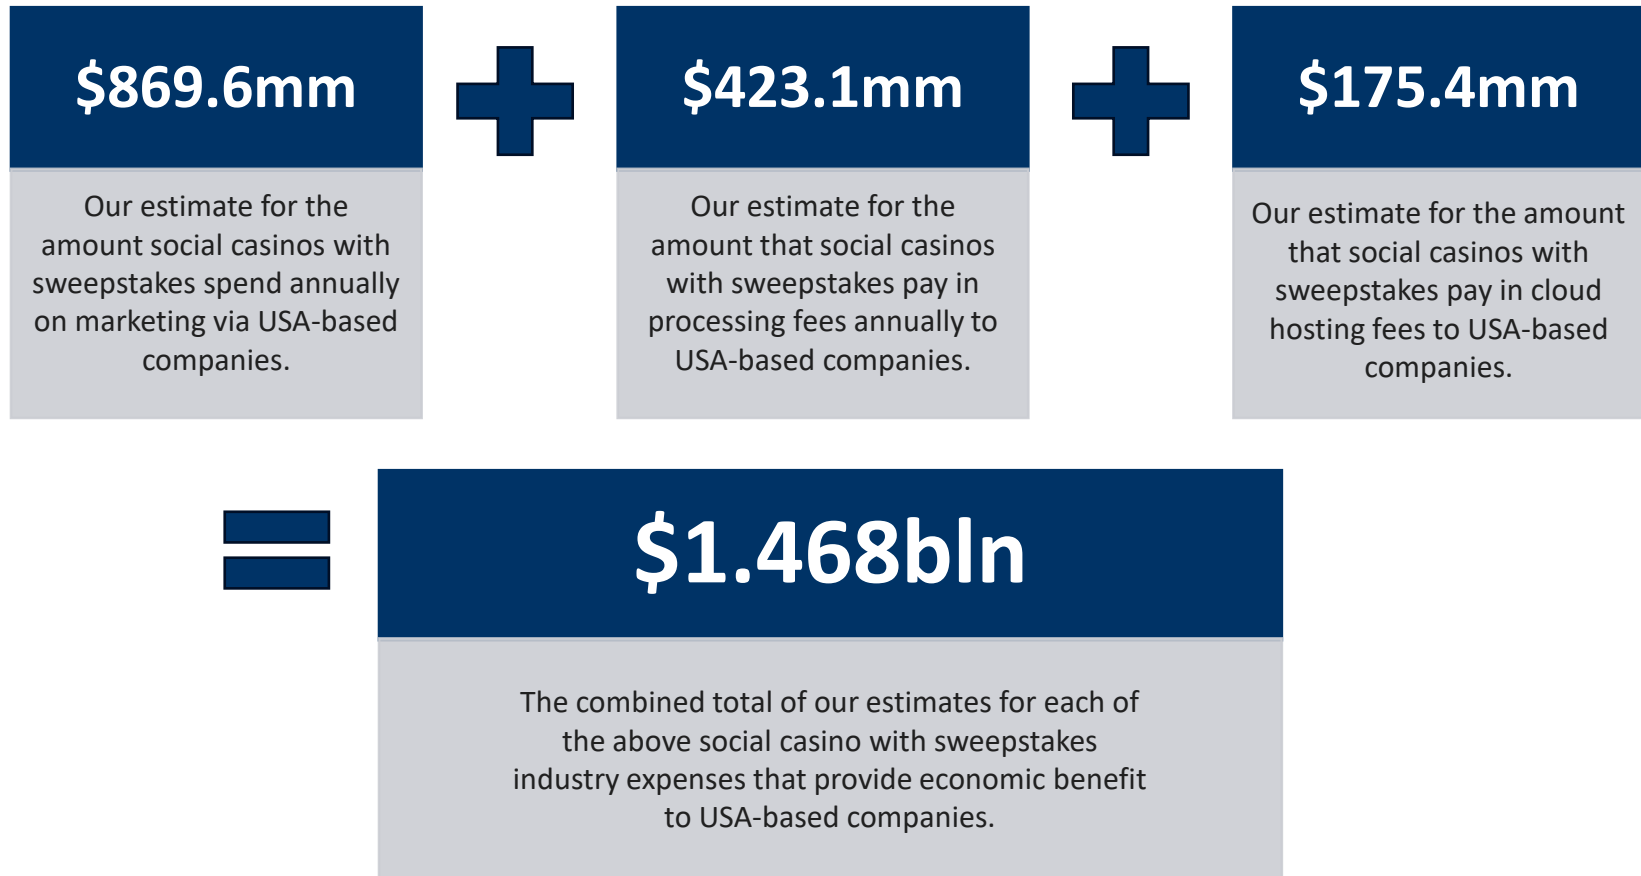 $869.6mm
Our estimate for the
amount social casinos with
sweepstakes spend annually
on marketing via USA-based
companies.
$423.1mm
Our estimate for the
amount that social casinos
with sweepstakes pay in
processing fees annually to
USA-based companies.
$175.4mm
Our estimate for the amount
that social casinos with
sweepstakes pay in cloud
hosting fees to USA-based
companies.
$1.468bln
The combined total of our estimates for each of
the above social casino with sweepstakes
industry expenses that provide economic benefit
to USA-based companies.